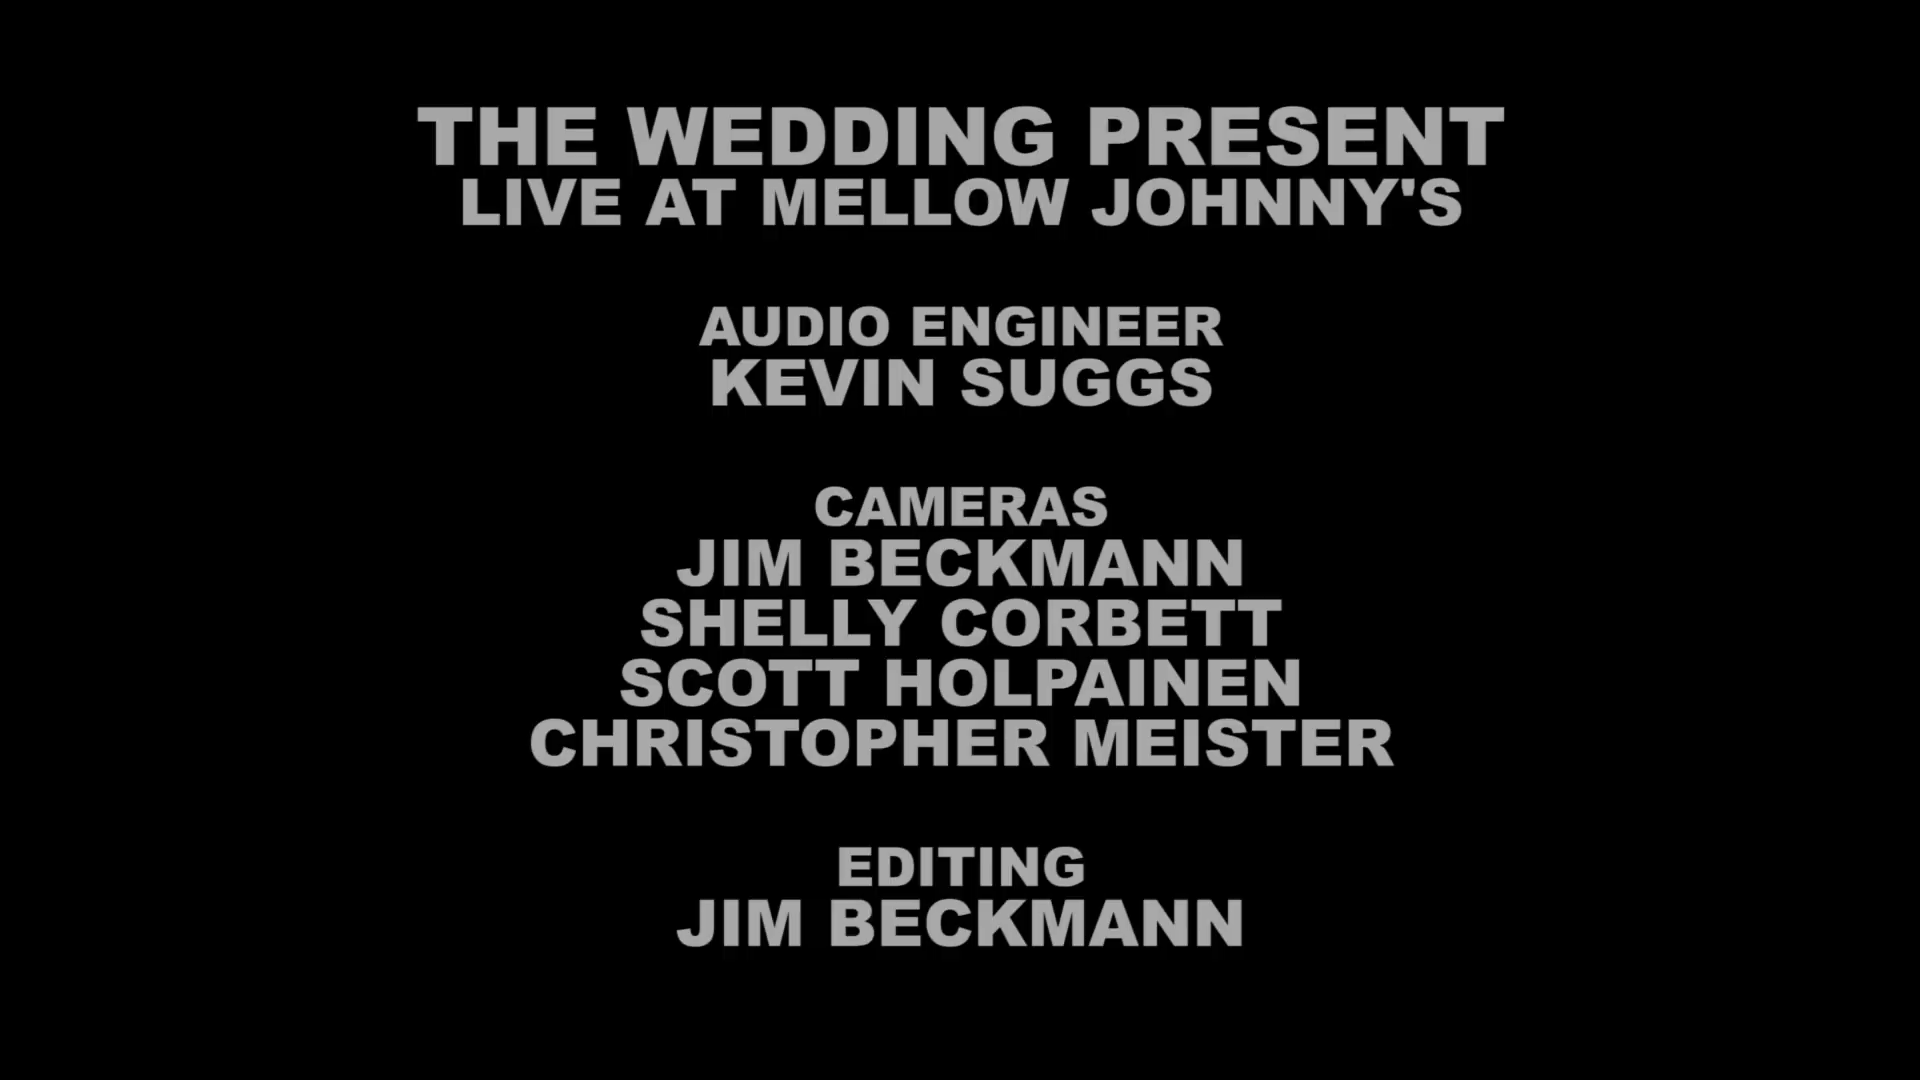 THE WEDDING PRESENT
LIVE AT MELLOW JOHNNY'S
AUDIO ENGINEER
KEVIN SUGGS
CAMERAS
JIM BECKMANN
SHELLY CORBETT
SCOTT HOLPAINEN
CHRISTOPHER MEISTER
EDITING
JIM BECKMANN